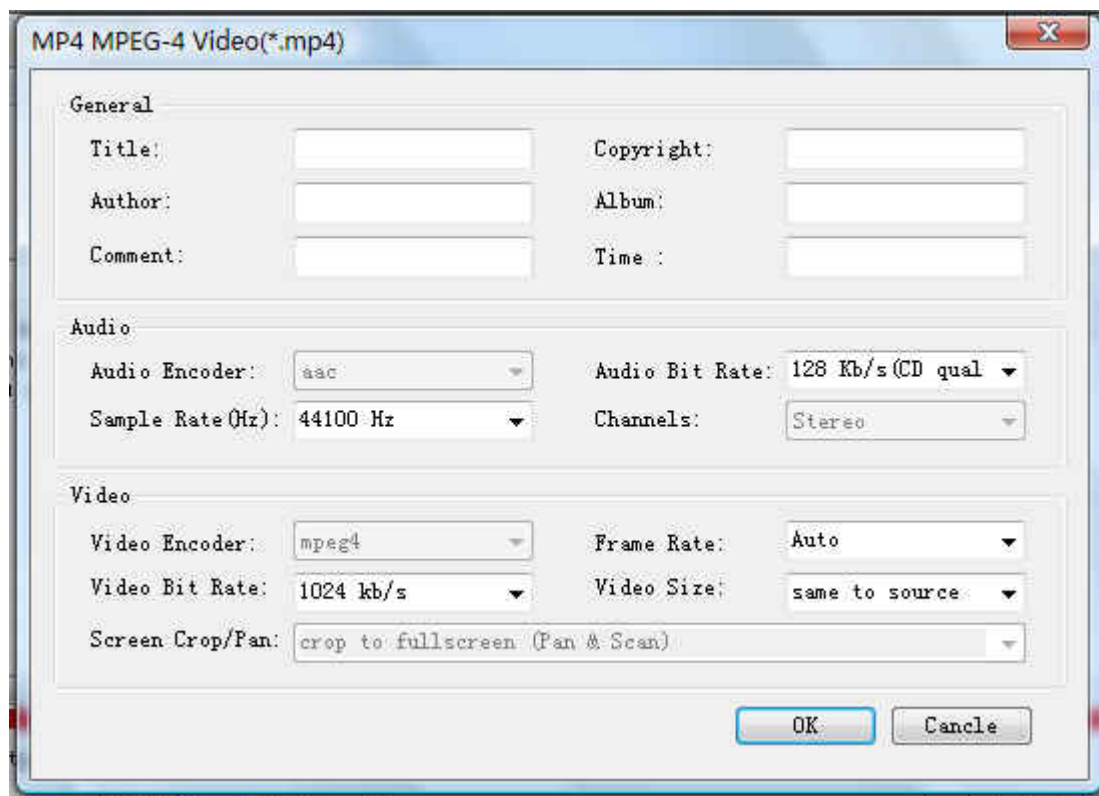 MP4 MPEG-4 Video(*.mp4)
General
Title: Copyright:
Author: Album:
Comment: Time :
Audio
Audio Encoder: aac Audio Bit Rate: 128 Kb/s(CD qual
Sample Rate(Hz): 44100 Hz Channels: Stereo
Video
Video Encoder: mpeg4 Frame Rate: Auto
Video Bit Rate: 1024 kb/s Video Size: same to source
Screen Crop/Pan: crop to fullscreen (Pan & Scan)
OK Cancle